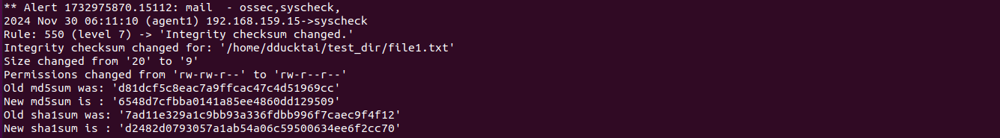 ** Alert 1732975870.15112: mail  - ossec,syscheck,
2024 Nov 30 06:11:10 (agent1) 192.168.159.15->syscheck
Rule: 550 (level 7) -> 'Integrity checksum changed.'
Integrity checksum changed for: '/home/dducktai/test_dir/file1.txt'
Size changed from '20' to '9'
Permissions changed from 'rw-rw-r--' to 'rw-r--r--'
Old md5sum was: 'd81dcf5c8eac7a9ffcac47c4d51969cc'
New md5sum is : '6548d7cfbba0141a85ee4860dd129509'
Old sha1sum was: '7ad11e329a1c9bb93a336fdbb996f7caec9f4f12'
New sha1sum is : 'd2482d0793057a1ab54a06c59500634ee6f2cc70'